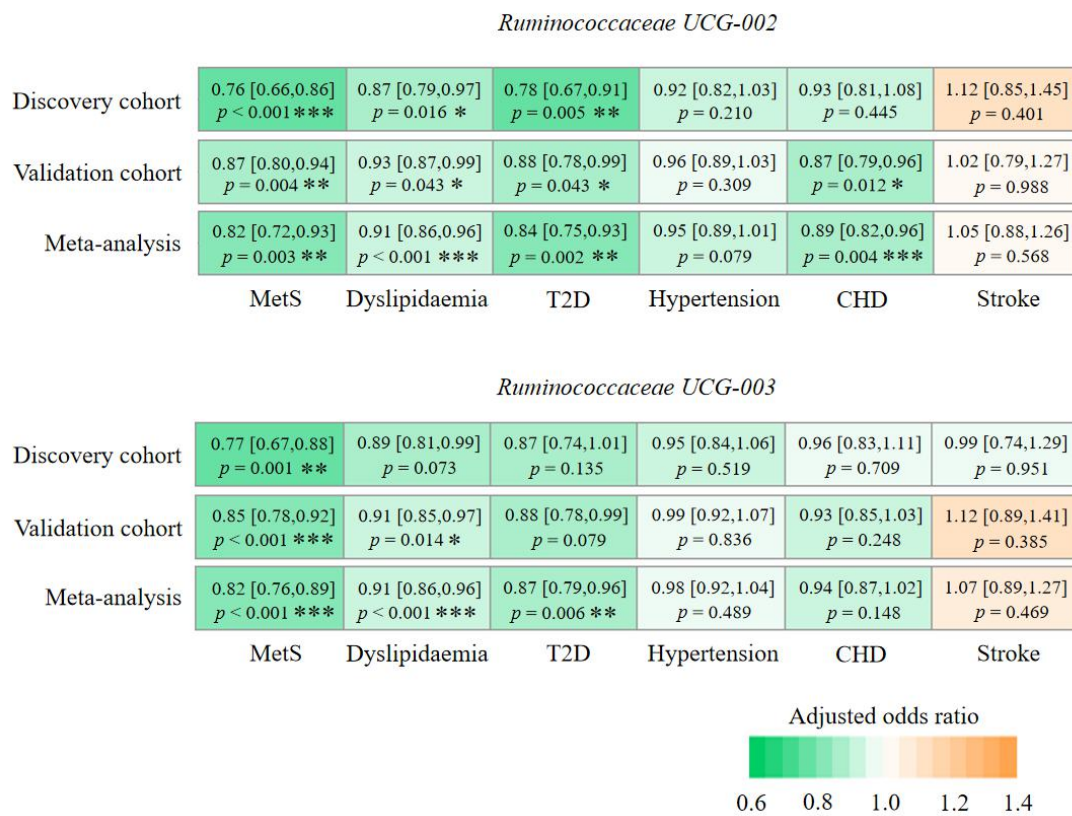 Ruminococcaceae UCG-002
Discovery cohort
0.76 [0.66,0.86]
p < 0.001 ***
0.87 [0.79,0.97]
p = 0.016 *
0.78 [0.67,0.91]
p = 0.005 **
0.92 [0.82,1.03]
p = 0.210
0.93 [0.81,1.08]
p = 0.445
1.12 [0.85,1.45]
p = 0.401
Validation cohort
0.87 [0.80,0.94]
p = 0.004 **
0.93 [0.87,0.99]
p = 0.043 *
0.88 [0.78,0.99]
p = 0.043 *
0.96 [0.89,1.03]
p = 0.309
0.87 [0.79,0.96]
p = 0.012 *
1.02 [0.79,1.27]
p = 0.988
Meta-analysis
0.82 [0.72,0.93]
p = 0.003 **
0.91 [0.86,0.96]
p < 0.001 ***
0.84 [0.75,0.93]
p = 0.002 **
0.95 [0.89,1.01]
p = 0.079
0.89 [0.82,0.96]
p = 0.004 ***
1.05 [0.88,1.26]
p = 0.568
MetS Dyslipidaemia T2D Hypertension CHD Stroke
Ruminococcaceae UCG-003
Discovery cohort
0.77 [0.67,0.88]
p = 0.001 **
0.89 [0.81,0.99]
p = 0.073
0.87 [0.74,1.01]
p = 0.135
0.95 [0.84,1.06]
p = 0.519
0.96 [0.83,1.11]
p = 0.709
0.99 [0.74,1.29]
p = 0.951
Validation cohort
0.85 [0.78,0.92]
p < 0.001 ***
0.91 [0.85,0.97]
p = 0.014 *
0.88 [0.78,0.99]
p = 0.079
0.99 [0.92,1.07]
p = 0.836
0.93 [0.85,1.03]
p = 0.248
1.12 [0.89,1.41]
p = 0.385
Meta-analysis
0.82 [0.76,0.89]
p < 0.001 ***
0.91 [0.86,0.96]
p < 0.001 ***
0.87 [0.79,0.96]
p = 0.006 **
0.98 [0.92,1.04]
p = 0.489
0.94 [0.87,1.02]
p = 0.148
1.07 [0.89,1.27]
p = 0.469
MetS Dyslipidaemia T2D Hypertension CHD Stroke
Adjusted odds ratio
0.6 0.8 1.0 1.2 1.4